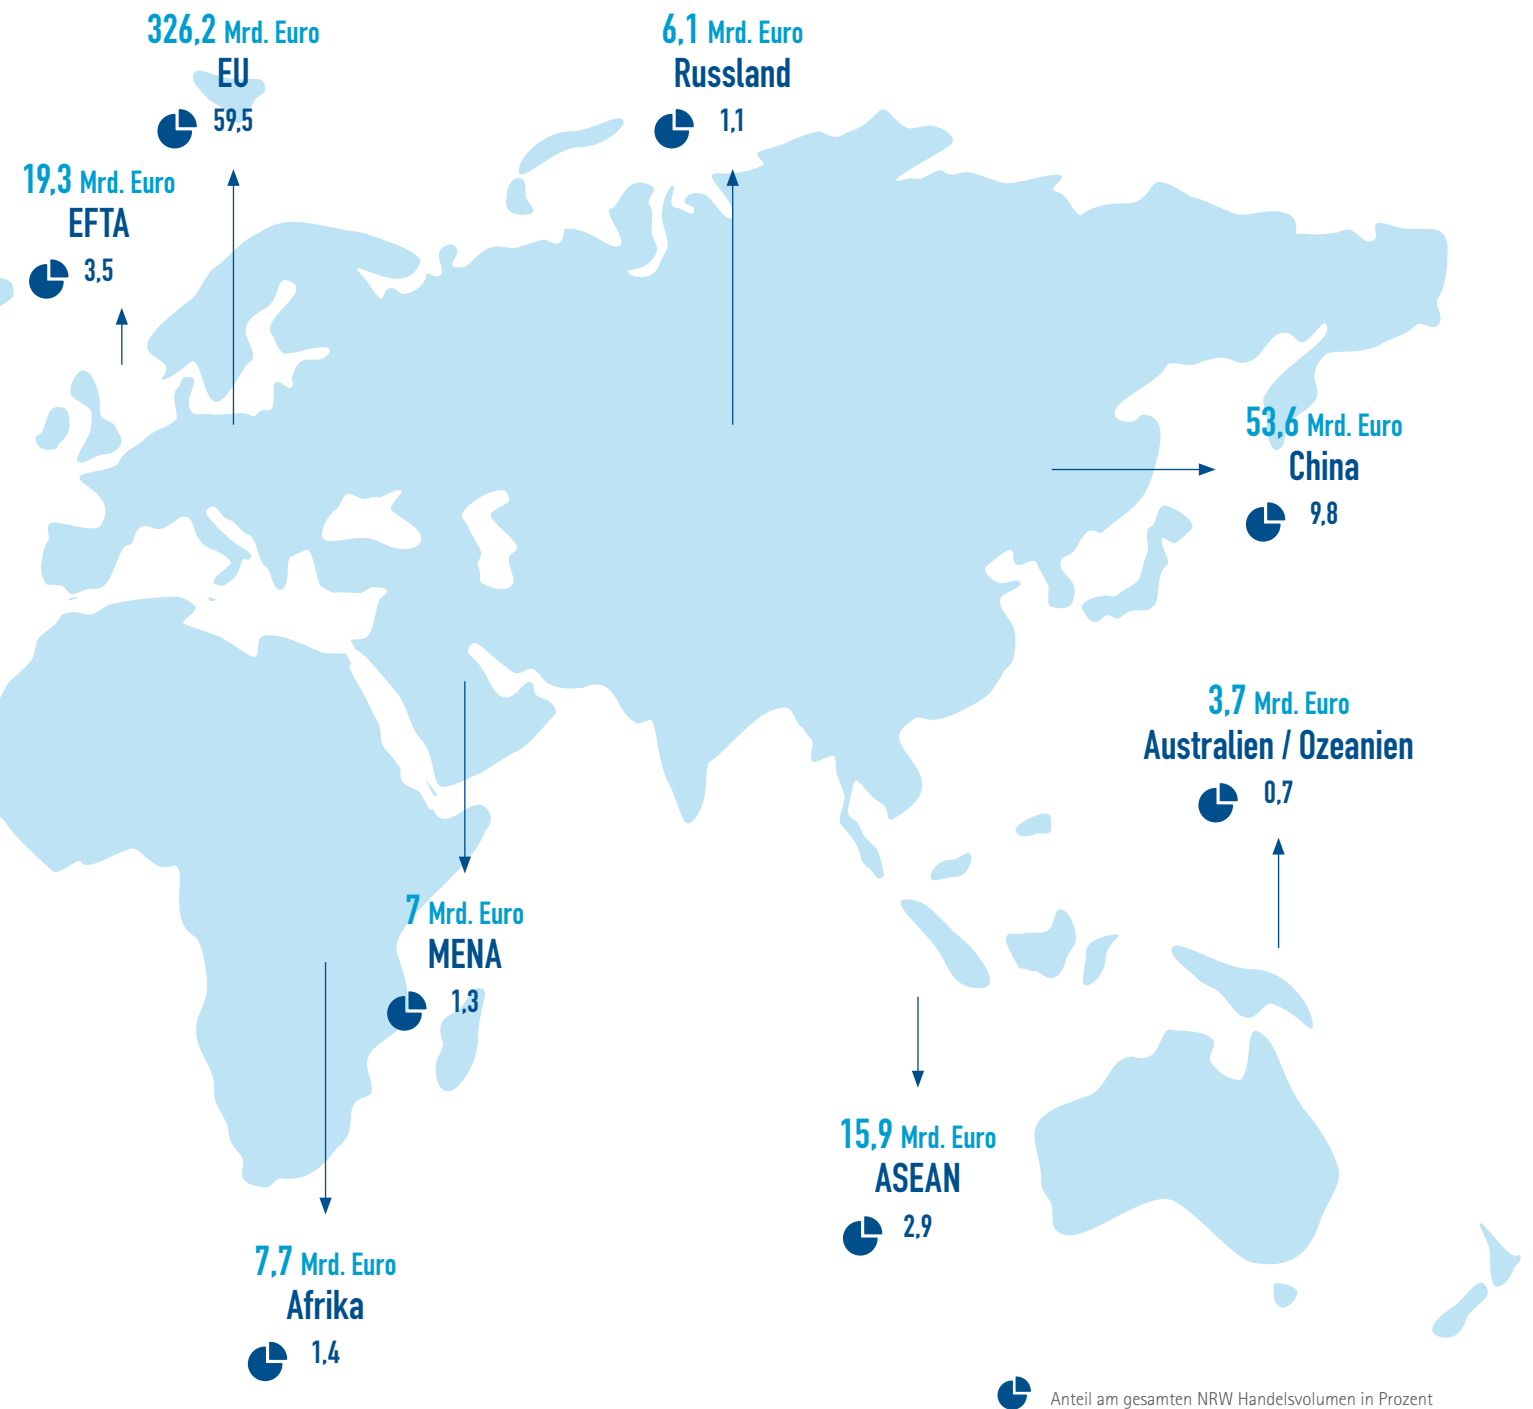 326,2 Mrd. Euro
EU
59,5
6,1 Mrd. Euro
Russland
1,1
19,3 Mrd. Euro
EFTA
3,5
53,6 Mrd. Euro
China
9,8
3,7 Mrd. Euro
Australien / Ozeanien
0,7
7 Mrd. Euro
MENA
1,3
15,9 Mrd. Euro
ASEAN
2,9
7,7 Mrd. Euro
Afrika
1,4
Anteil am gesamten NRW Handelsvolumen in Prozent